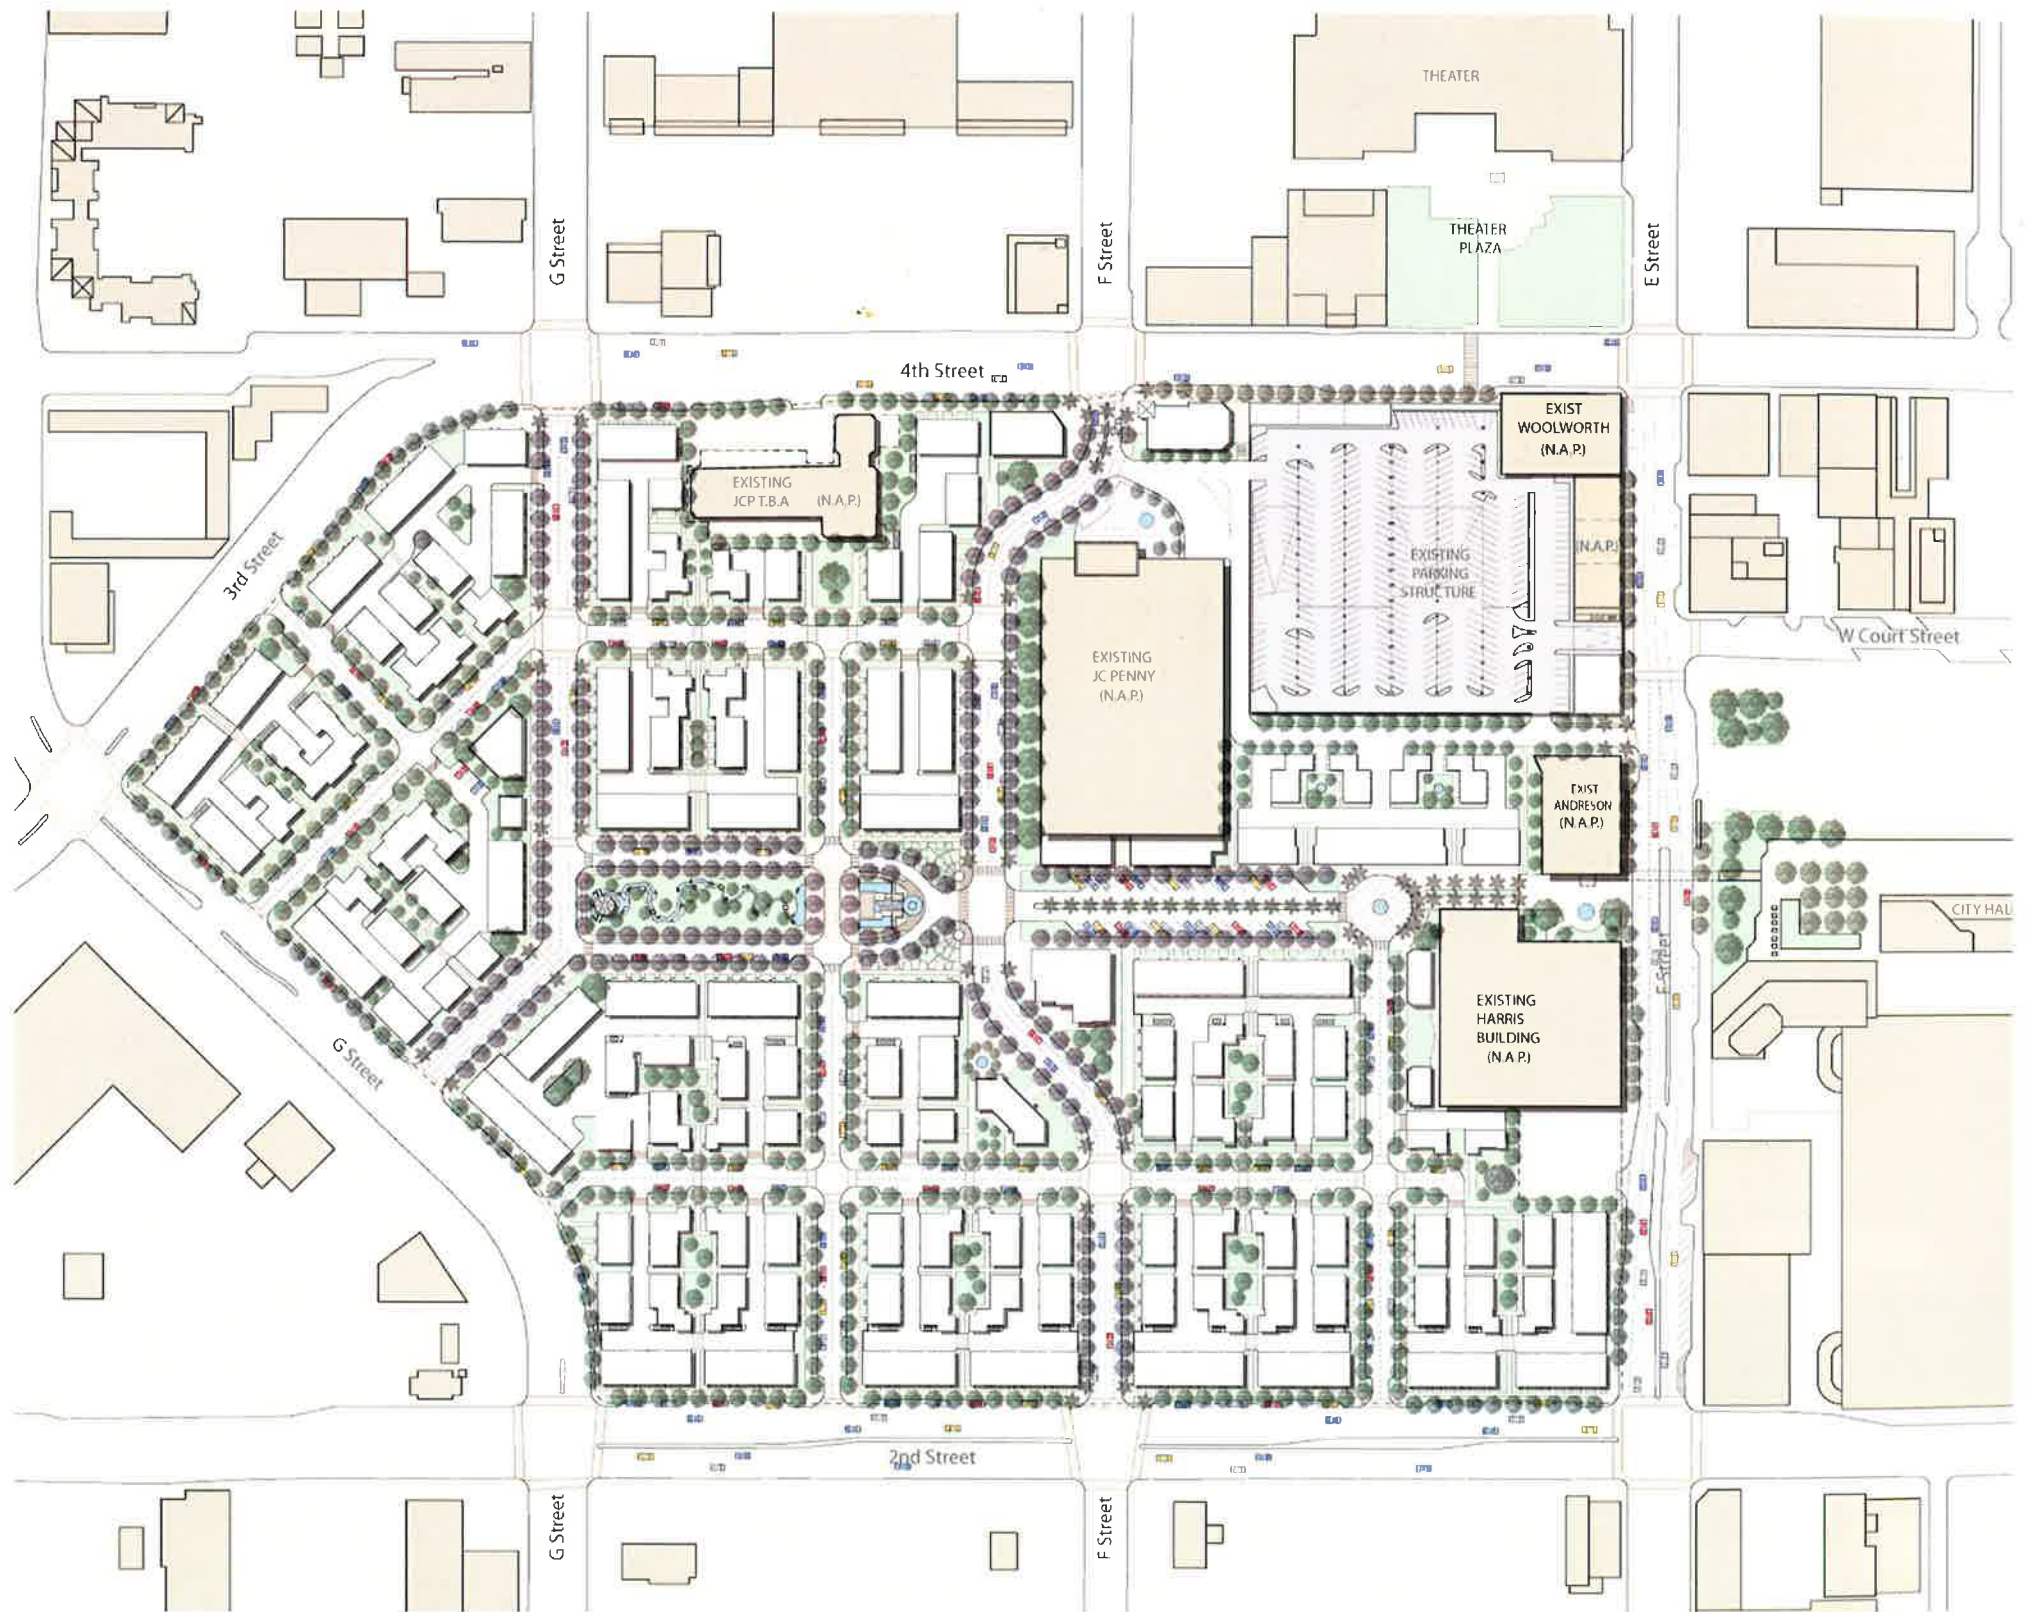 THEATER
THEATER
PLAZA
G Street
F Street
E Street
4th Street
EXIST
WOOLWORTH
(N.A.P.)
EXISTING
JCP T.B.A (N.A.P.)
3rd Street
EXISTING
PARKING
STRUCTURE
(N.A.P.)
W Court Street
EXISTING
JC PENNY
(N.A.P.)
EXIST
ANDRESON
(N.A.P.)
CITY HAL
E Street
EXISTING
HARRIS
BUILDING
(N.A.P.)
G Street
2nd Street
G Street
F Street